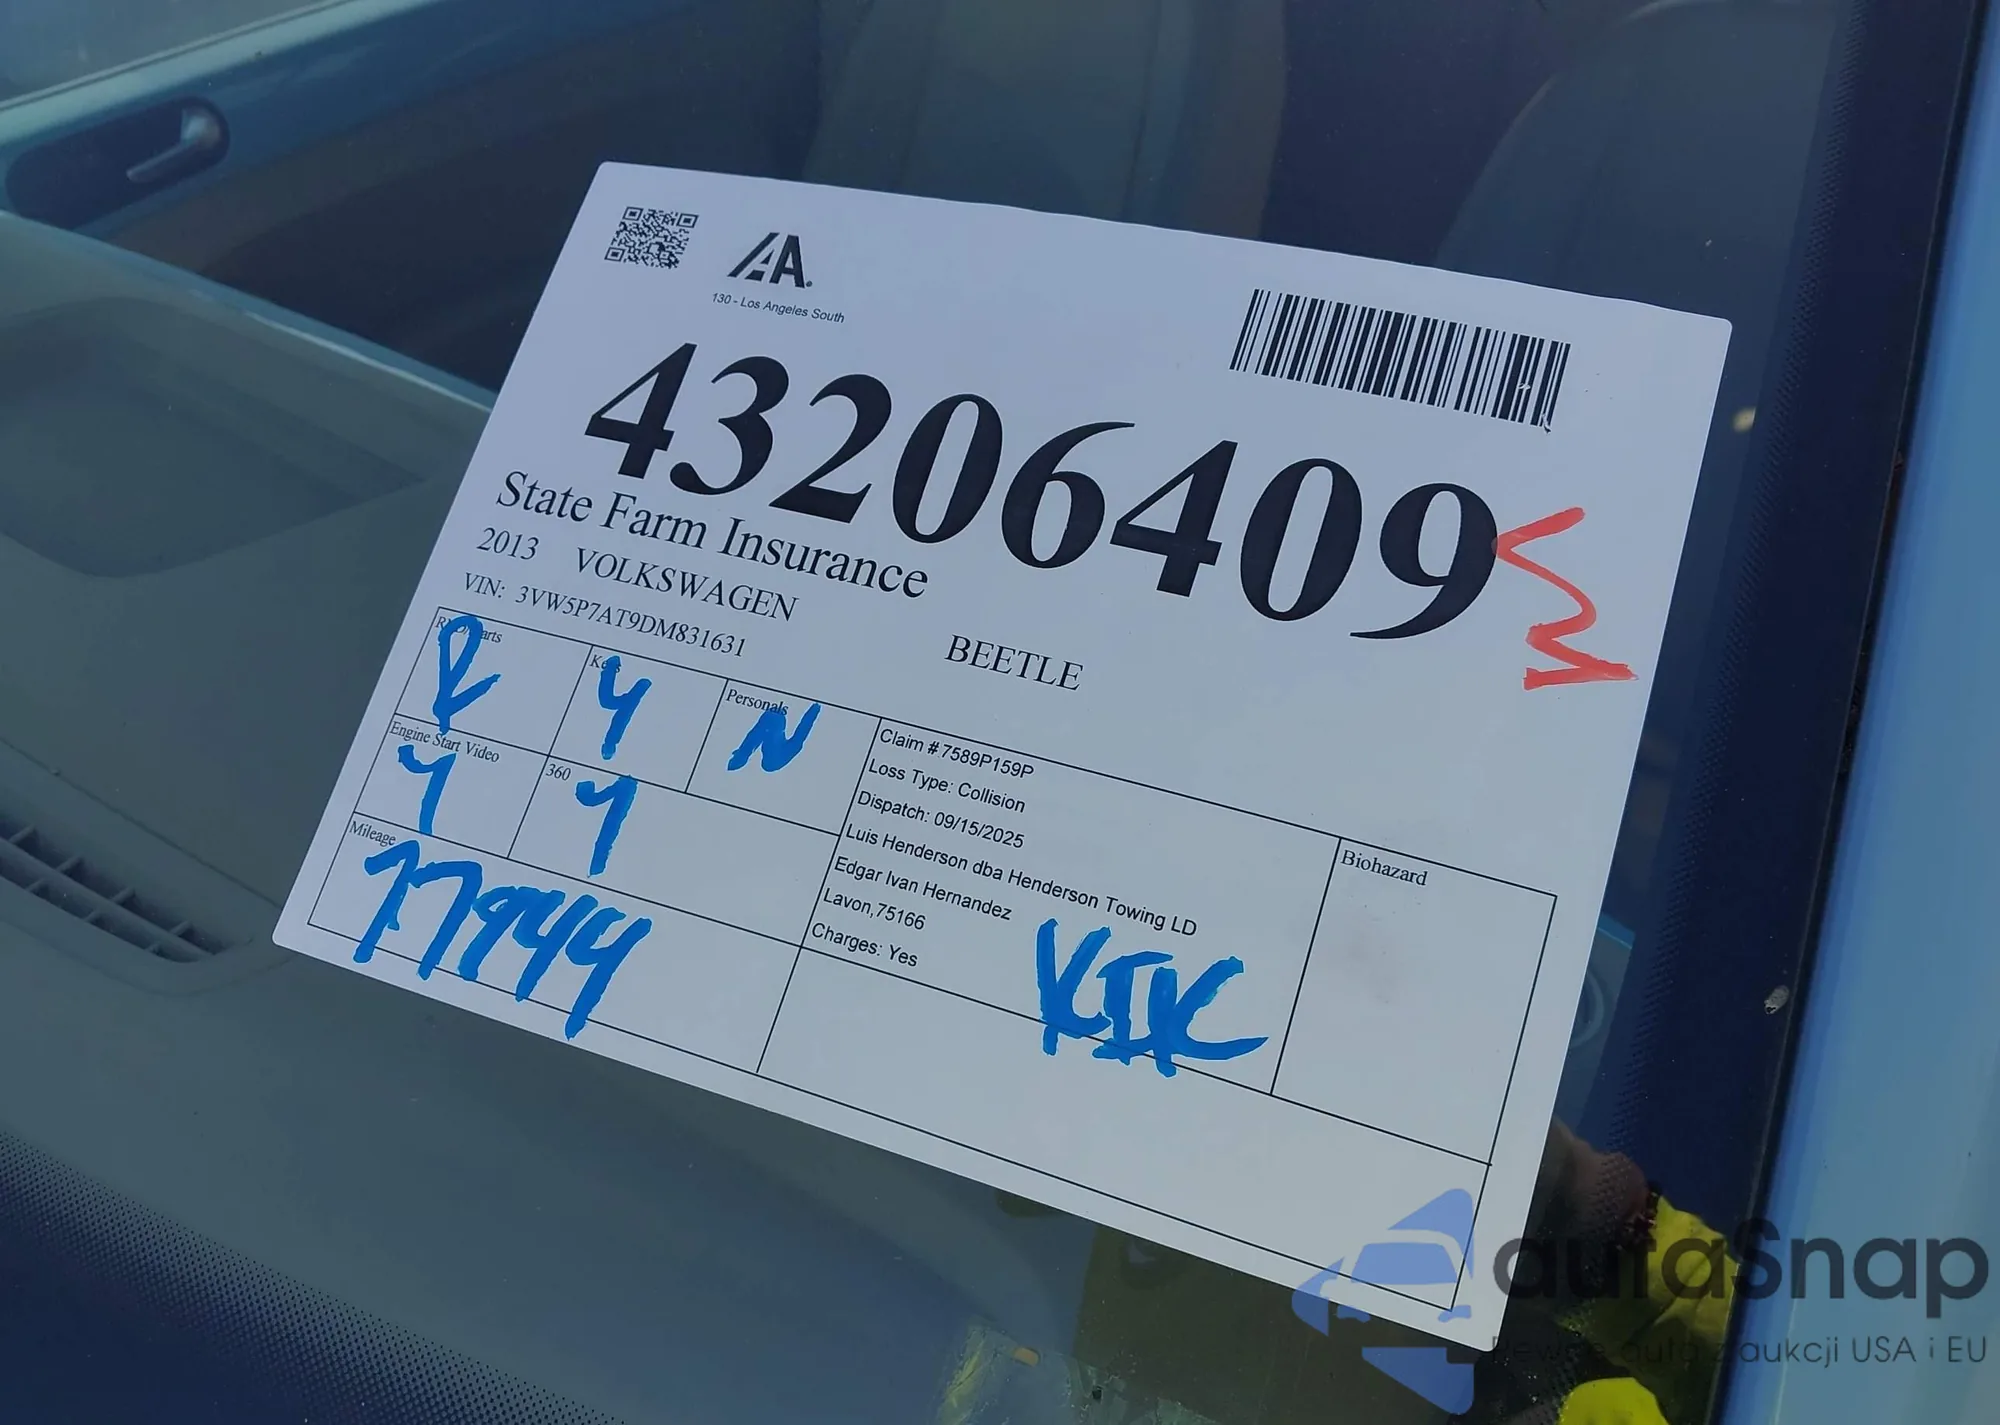 IAA
130 - Los Angeles South
43206409
State Farm Insurance
2013 VOLKSWAGEN BEETLE
VIN: 3VW5P7AT9DM831631
Keys
Y
Personals
N
R
Engine Start Video
Y
360
Y
Mileage
77944
Claim # 7589P159P
Loss Type: Collision
Dispatch: 09/15/2025
Luis Henderson dba Henderson Towing LD
Edgar Ivan Hernandez
Lavon,75166
Charges: Yes
Biohazard
autaSnap
auta z aukcji USA i EU